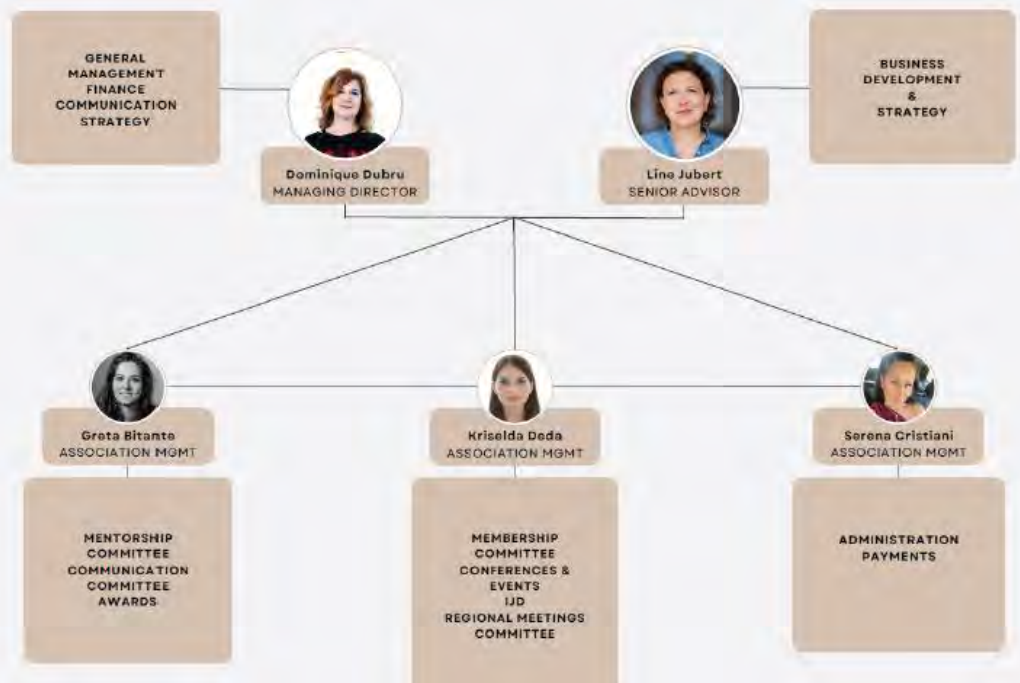 GENERAL
MANAGEMENT
FINANCE
COMMUNICATION
STRATEGY
BUSINESS
DEVELOPMENT
&
STRATEGY
Dominique Dubru
MANAGING DIRECTOR
Line Jubert
SENIOR ADVISOR
Greta Bitante
ASSOCIATION MGMT
Kriselda Deda
ASSOCIATION MGMT
Serena Cristiani
ASSOCIATION MGMT
MENTORSHIP
COMMITTEE
COMMUNICATION
COMMITTEE
AWARDS
MEMBERSHIP
COMMITTEE
CONFERENCES &
EVENTS
IJD
REGIONAL MEETINGS
COMMITTEE
ADMINISTRATION
PAYMENTS